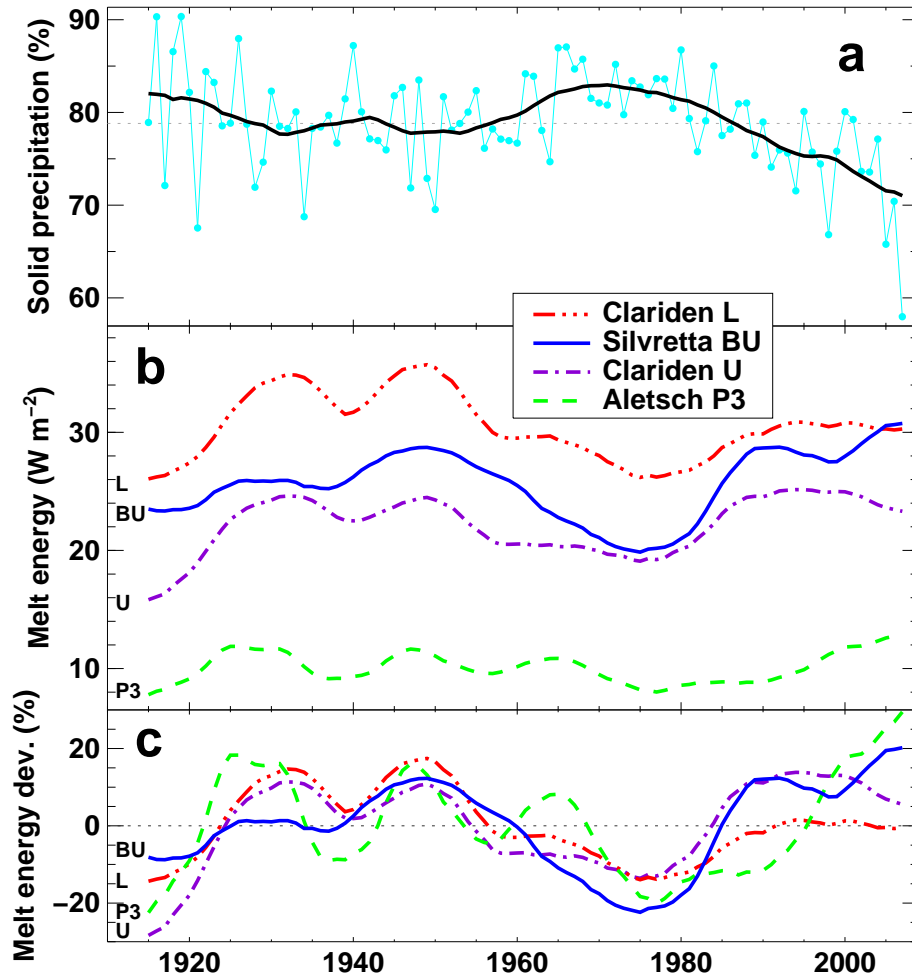 a
Solid precipitation (%)
90
80
70
60
Clariden L
Silvretta BU
Clariden U
Aletsch P3
b
Melt energy (W m⁻²)
30
20
10
L
BU
U
P3
c
Melt energy dev. (%)
20
0
−20
BU
L
P3
U
1920 1940 1960 1980 2000